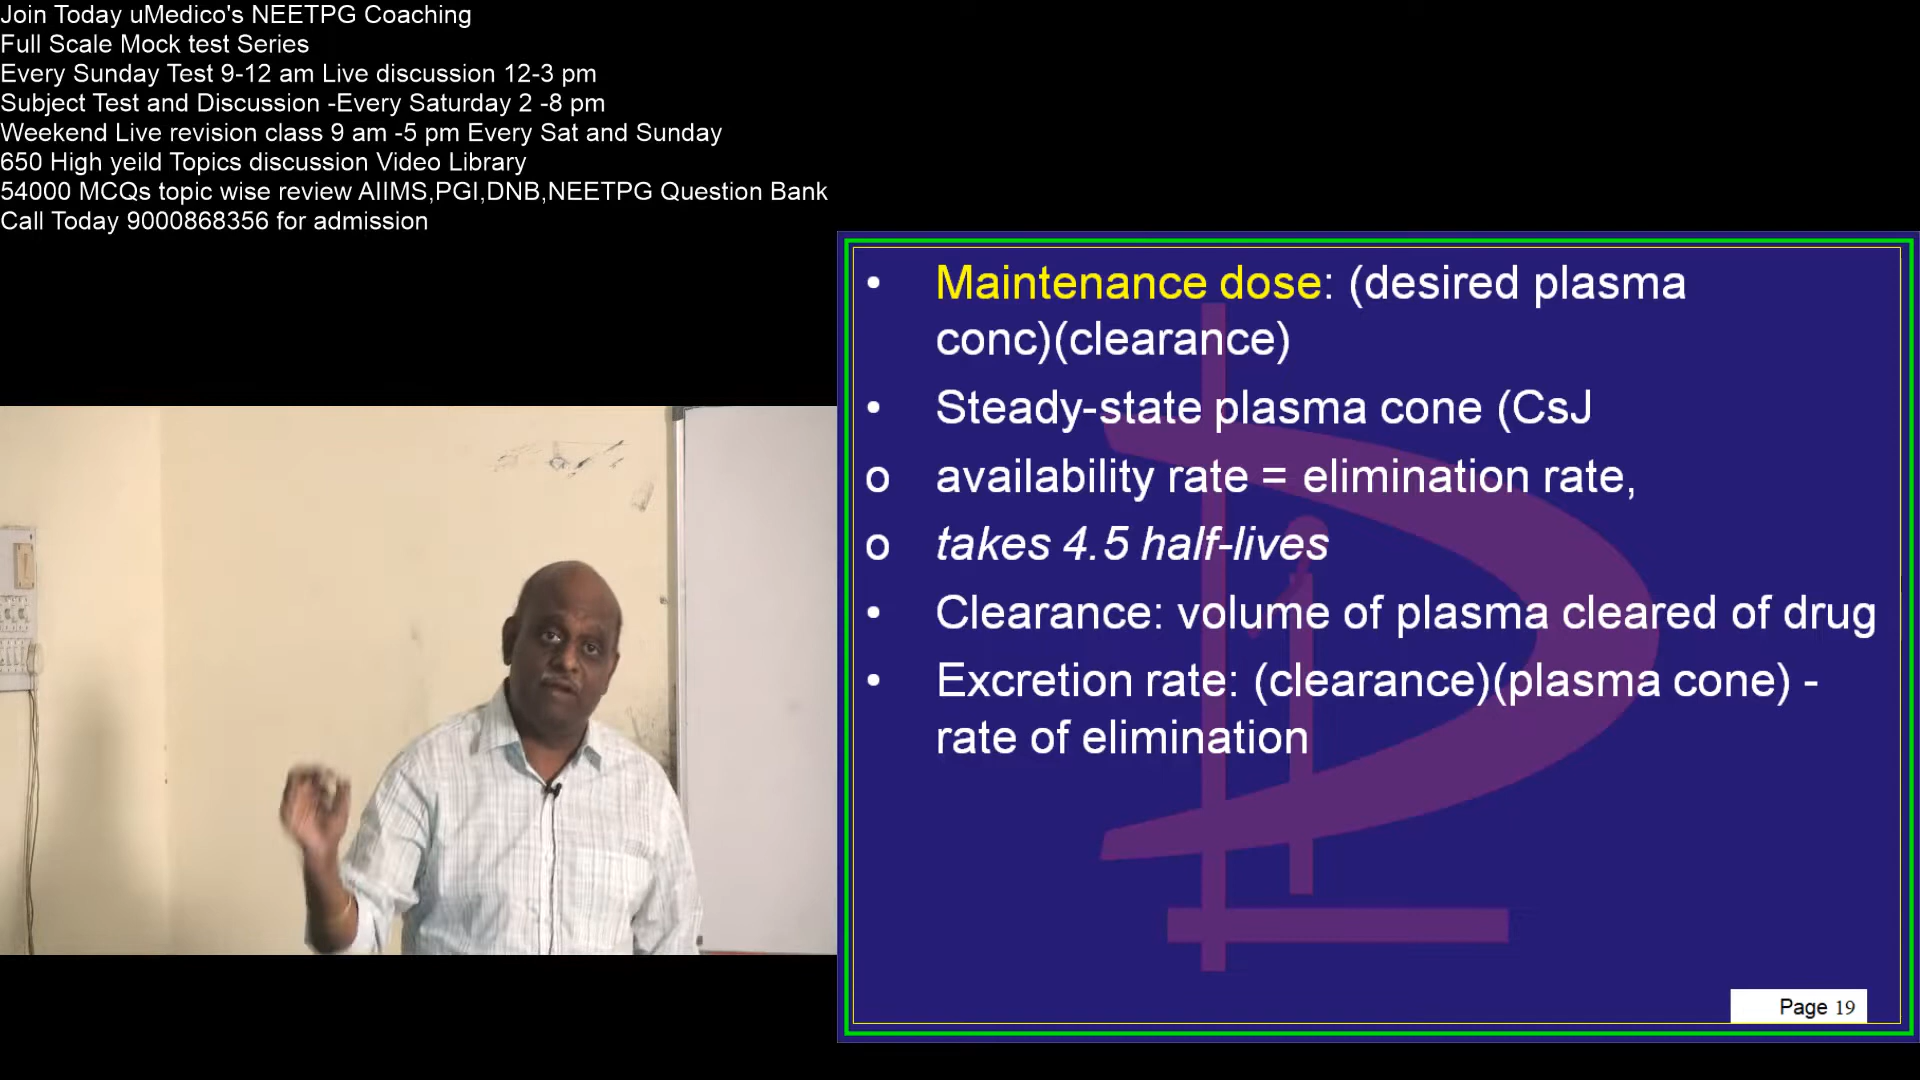 Join Today uMedico's NEETPG Coaching
Full Scale Mock test Series
Every Sunday Test 9-12 am Live discussion 12-3 pm
Subject Test and Discussion -Every Saturday 2 -8 pm
Weekend Live revision class 9 am -5 pm Every Sat and Sunday
650 High yeild Topics discussion Video Library
54000 MCQs topic wise review AIIMS,PGI,DNB,NEETPG Question Bank
Call Today 9000868356 for admission
• Maintenance dose: (desired plasma
conc)(clearance)
• Steady-state plasma cone (CsJ
o availability rate = elimination rate,
o takes 4.5 half-lives
• Clearance: volume of plasma cleared of drug
• Excretion rate: (clearance)(plasma cone) -
rate of elimination
Page 19